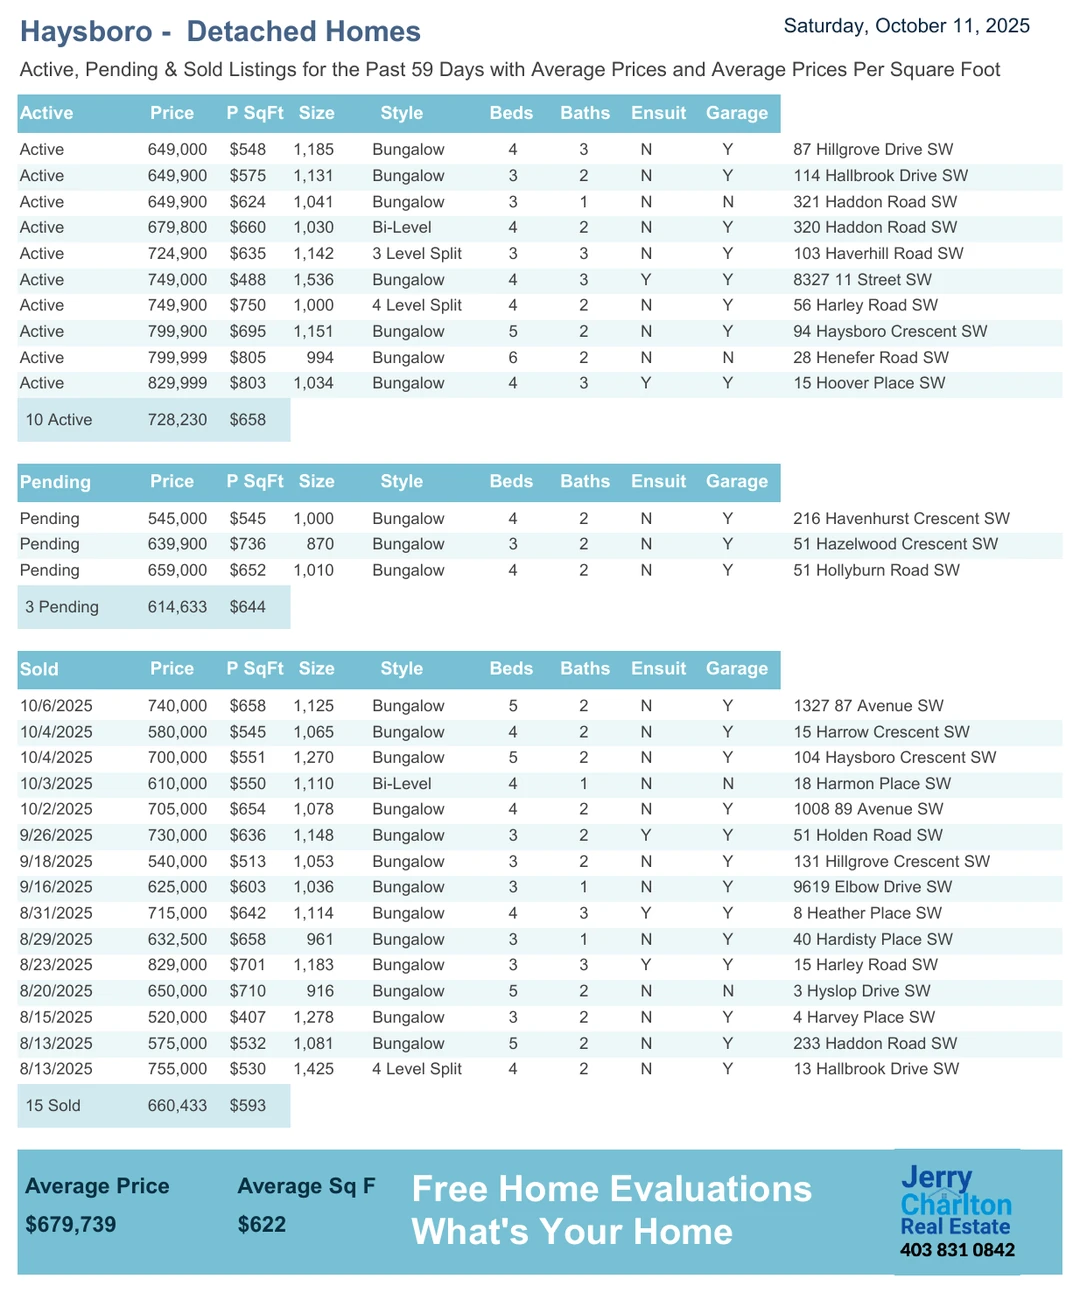 Haysboro - Detached Homes
Saturday, October 11, 2025
Active, Pending & Sold Listings for the Past 59 Days with Average Prices and Average Prices Per Square Foot
Active Price P SqFt Size Style Beds Baths Ensuit Garage
Active 649,000 $548 1,185 Bungalow 4 3 N Y 87 Hillgrove Drive SW
Active 649,900 $575 1,131 Bungalow 3 2 N Y 114 Hallbrook Drive SW
Active 649,900 $624 1,041 Bungalow 3 1 N N 321 Haddon Road SW
Active 679,800 $660 1,030 Bi-Level 4 2 N Y 320 Haddon Road SW
Active 724,900 $635 1,142 3 Level Split 3 3 N Y 103 Haverhill Road SW
Active 749,000 $488 1,536 Bungalow 4 3 Y Y 8327 11 Street SW
Active 749,900 $750 1,000 4 Level Split 4 2 N Y 56 Harley Road SW
Active 799,900 $695 1,151 Bungalow 5 2 N Y 94 Haysboro Crescent SW
Active 799,999 $805 994 Bungalow 6 2 N N 28 Henefer Road SW
Active 829,999 $803 1,034 Bungalow 4 3 Y Y 15 Hoover Place SW
10 Active 728,230 $658
Pending Price P SqFt Size Style Beds Baths Ensuit Garage
Pending 545,000 $545 1,000 Bungalow 4 2 N Y 216 Havenhurst Crescent SW
Pending 639,900 $736 870 Bungalow 3 2 N Y 51 Hazelwood Crescent SW
Pending 659,000 $652 1,010 Bungalow 4 2 N Y 51 Hollyburn Road SW
3 Pending 614,633 $644
Sold Price P SqFt Size Style Beds Baths Ensuit Garage
10/6/2025 740,000 $658 1,125 Bungalow 5 2 N Y 1327 87 Avenue SW
10/4/2025 580,000 $545 1,065 Bungalow 4 2 N Y 15 Harrow Crescent SW
10/4/2025 700,000 $551 1,270 Bungalow 5 2 N Y 104 Haysboro Crescent SW
10/3/2025 610,000 $550 1,110 Bi-Level 4 1 N N 18 Harmon Place SW
10/2/2025 705,000 $654 1,078 Bungalow 4 2 N Y 1008 89 Avenue SW
9/26/2025 730,000 $636 1,148 Bungalow 3 2 Y Y 51 Holden Road SW
9/18/2025 540,000 $513 1,053 Bungalow 3 2 N Y 131 Hillgrove Crescent SW
9/16/2025 625,000 $603 1,036 Bungalow 3 1 N Y 9619 Elbow Drive SW
8/31/2025 715,000 $642 1,114 Bungalow 4 3 Y Y 8 Heather Place SW
8/29/2025 632,500 $658 961 Bungalow 3 1 N Y 40 Hardisty Place SW
8/23/2025 829,000 $701 1,183 Bungalow 3 3 Y Y 15 Harley Road SW
8/20/2025 650,000 $710 916 Bungalow 5 2 N N 3 Hyslop Drive SW
8/15/2025 520,000 $407 1,278 Bungalow 3 2 N Y 4 Harvey Place SW
8/13/2025 575,000 $532 1,081 Bungalow 5 2 N Y 233 Haddon Road SW
8/13/2025 755,000 $530 1,425 4 Level Split 4 2 N Y 13 Hallbrook Drive SW
15 Sold 660,433 $593
Average Price Average Sq F
$679,739 $622
Free Home Evaluations
What's Your Home
Jerry
Charlton
Real Estate
403 831 0842